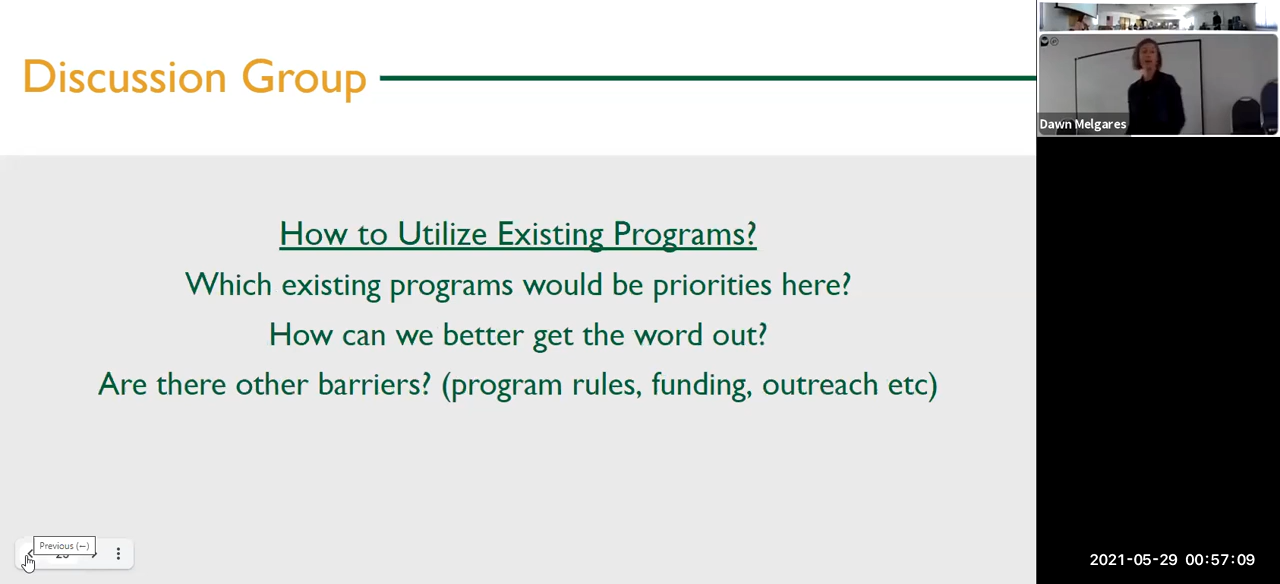 Discussion Group
How to Utilize Existing Programs?
Which existing programs would be priorities here?
How can we better get the word out?
Are there other barriers? (program rules, funding, outreach etc)
Previous (←)
Dawn Melgares
2021-05-29 00:57:09